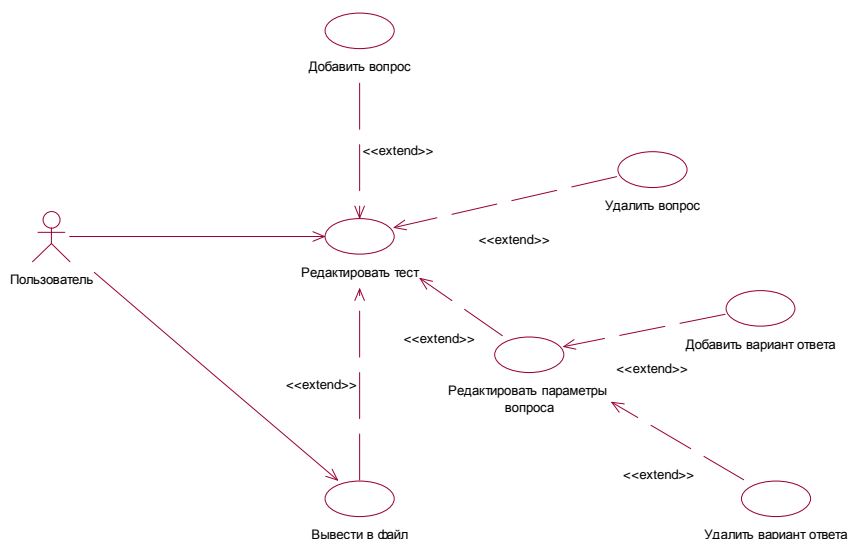 Добавить вопрос
<<extend>>
Удалить вопрос
<<extend>>
Пользователь
Редактировать тест
<<extend>>
Добавить вариант ответа
<<extend>>
<<extend>>
Редактировать параметры
вопроса
<<extend>>
Вывести в файл
Удалить вариант ответа